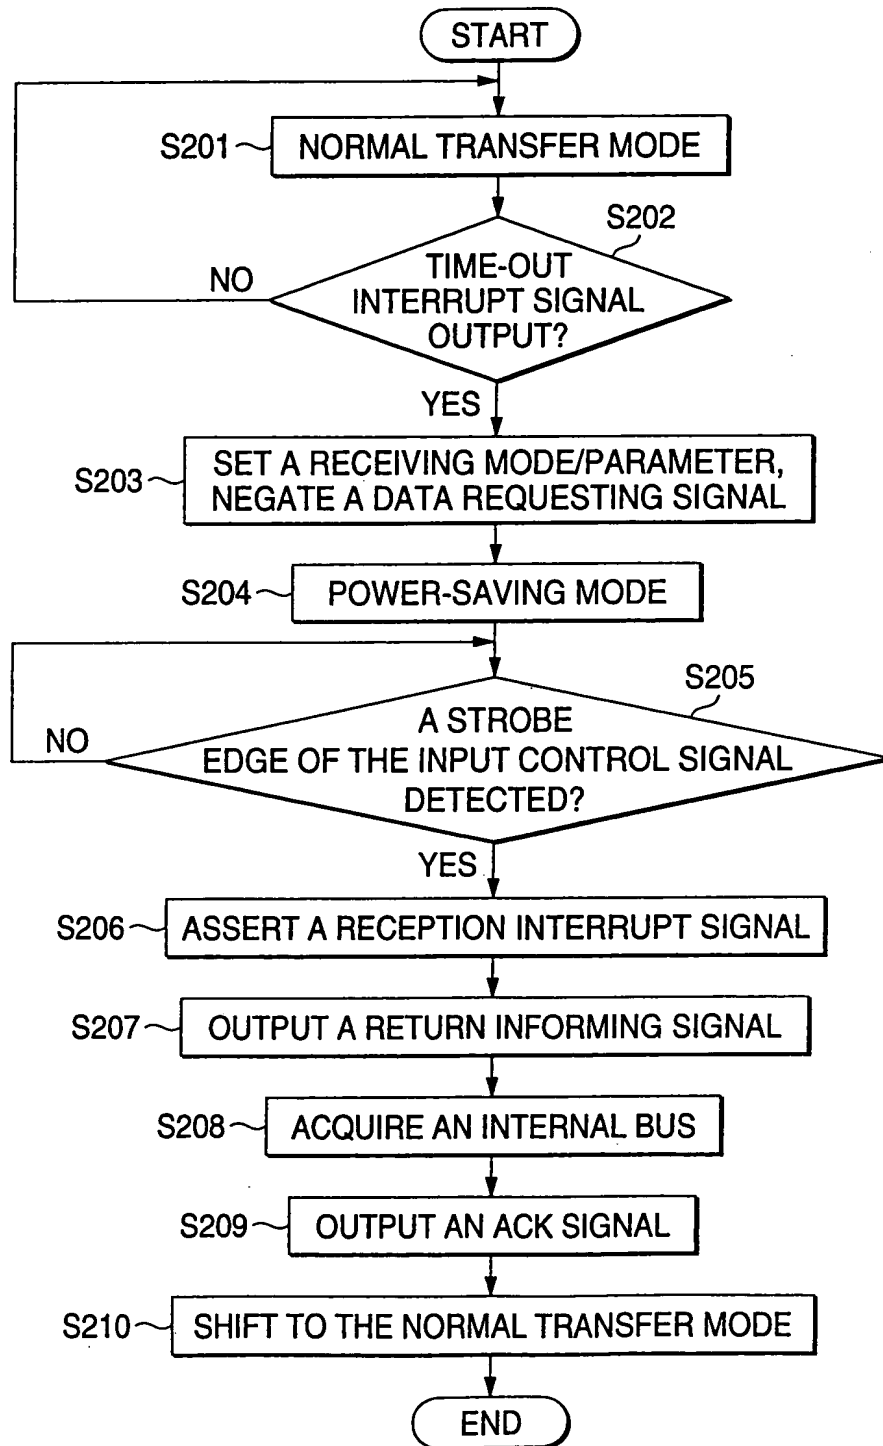 START
S201
NORMAL TRANSFER MODE
S202
TIME-OUT
INTERRUPT SIGNAL
OUTPUT?
NO
YES
S203
SET A RECEIVING MODE/PARAMETER,
NEGATE A DATA REQUESTING SIGNAL
S204
POWER-SAVING MODE
S205
A STROBE
EDGE OF THE INPUT CONTROL SIGNAL
DETECTED?
NO
YES
S206
ASSERT A RECEPTION INTERRUPT SIGNAL
S207
OUTPUT A RETURN INFORMING SIGNAL
S208
ACQUIRE AN INTERNAL BUS
S209
OUTPUT AN ACK SIGNAL
S210
SHIFT TO THE NORMAL TRANSFER MODE
END